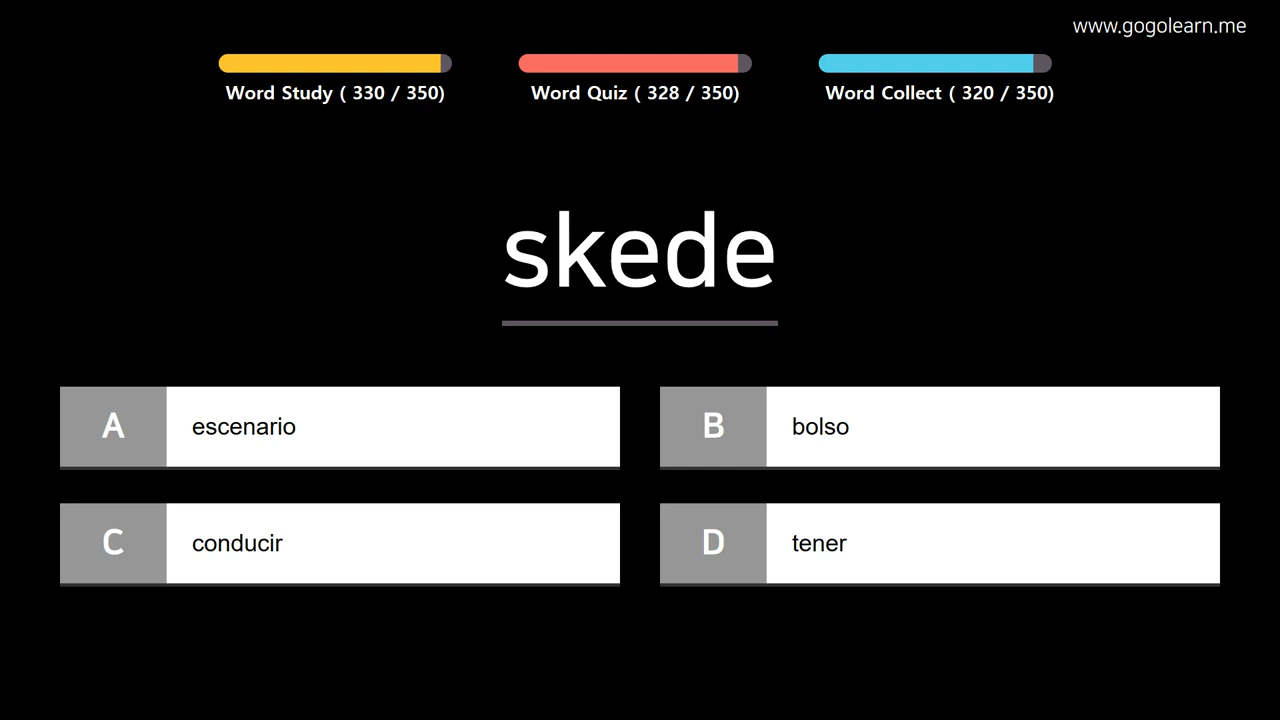 www.gogolearn.me
Word Study ( 330 / 350)
Word Quiz ( 328 / 350)
Word Collect ( 320 / 350)
skede
A escenario
B bolso
C conducir
D tener